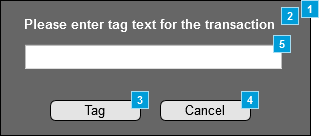 1
Please enter tag text for the transaction 2
5
Tag 3 Cancel 4